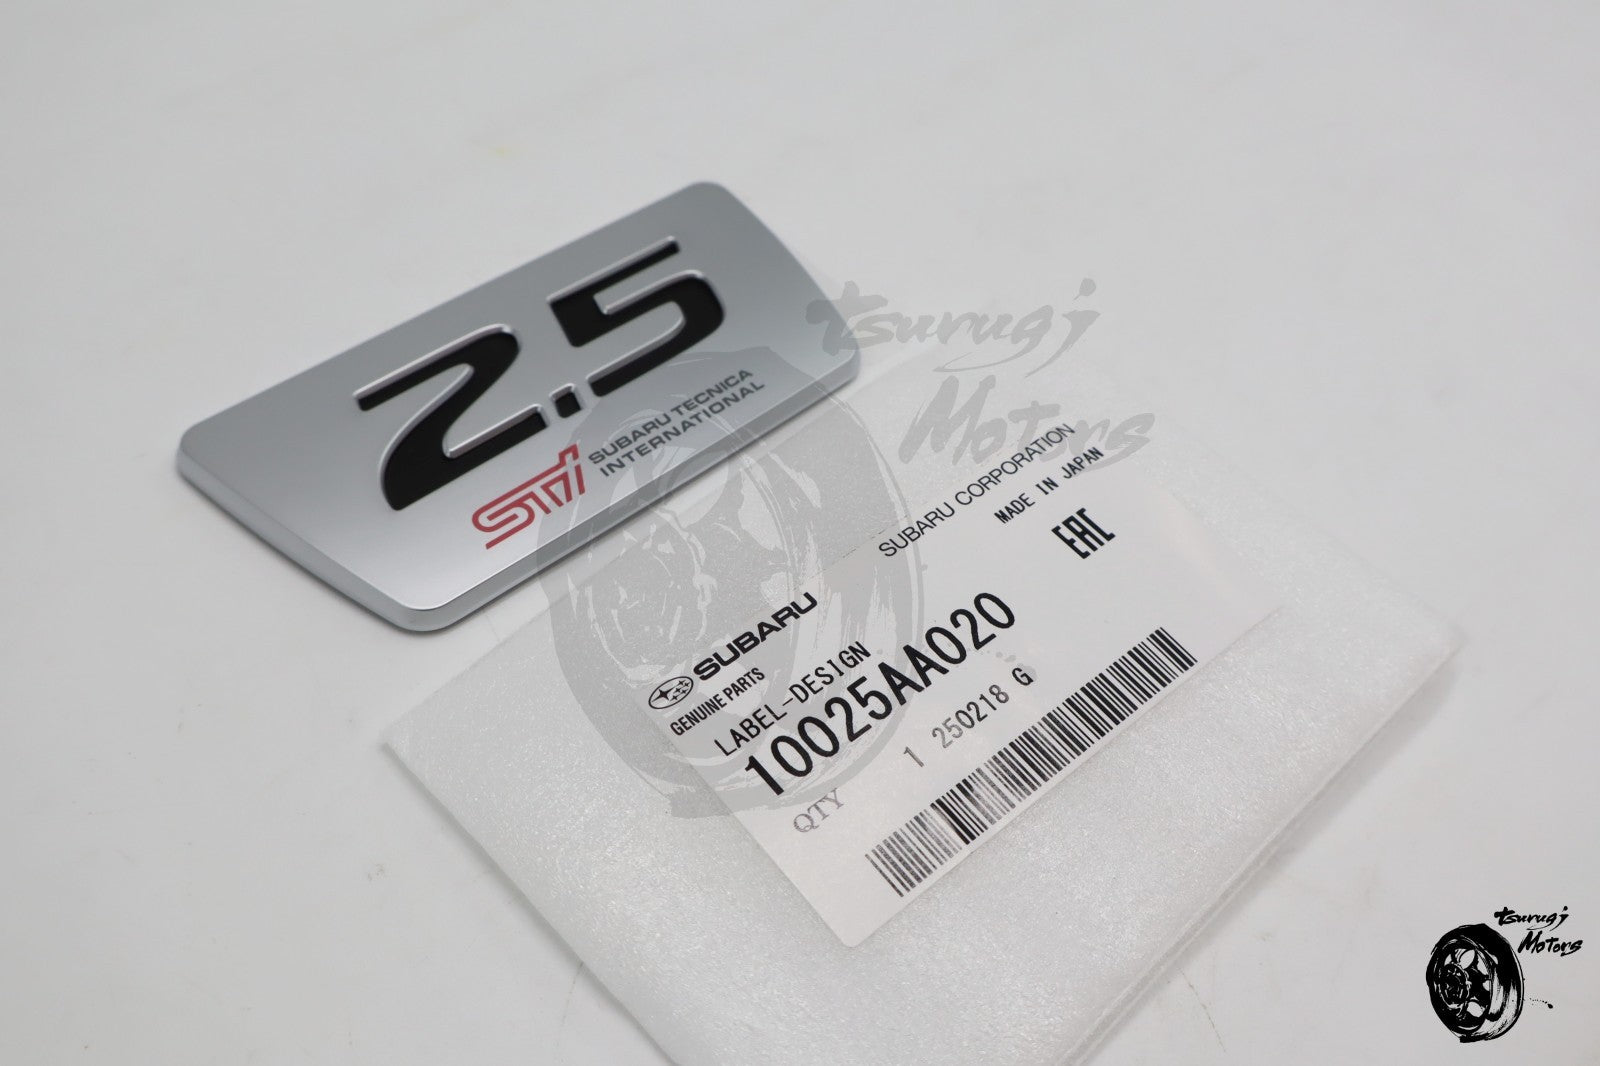 2.5
STI SUBARU TECNICA
INTERNATIONAL
tsurugi
Motors
SUBARU CORPORATION
MADE IN JAPAN
EAC
SUBARU
GENUINE PARTS
LABEL-DESIGN
10025AA020
QTY 1 250218 G
tsurugi
Motors